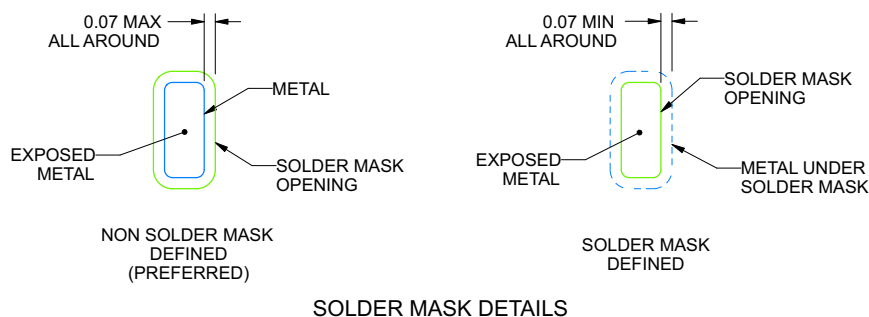 0.07 MAX
ALL AROUND
METAL
EXPOSED
METAL
SOLDER MASK
OPENING
NON SOLDER MASK
DEFINED
(PREFERRED)
0.07 MIN
ALL AROUND
SOLDER MASK
OPENING
EXPOSED
METAL
METAL UNDER
SOLDER MASK
SOLDER MASK
DEFINED
SOLDER MASK DETAILS